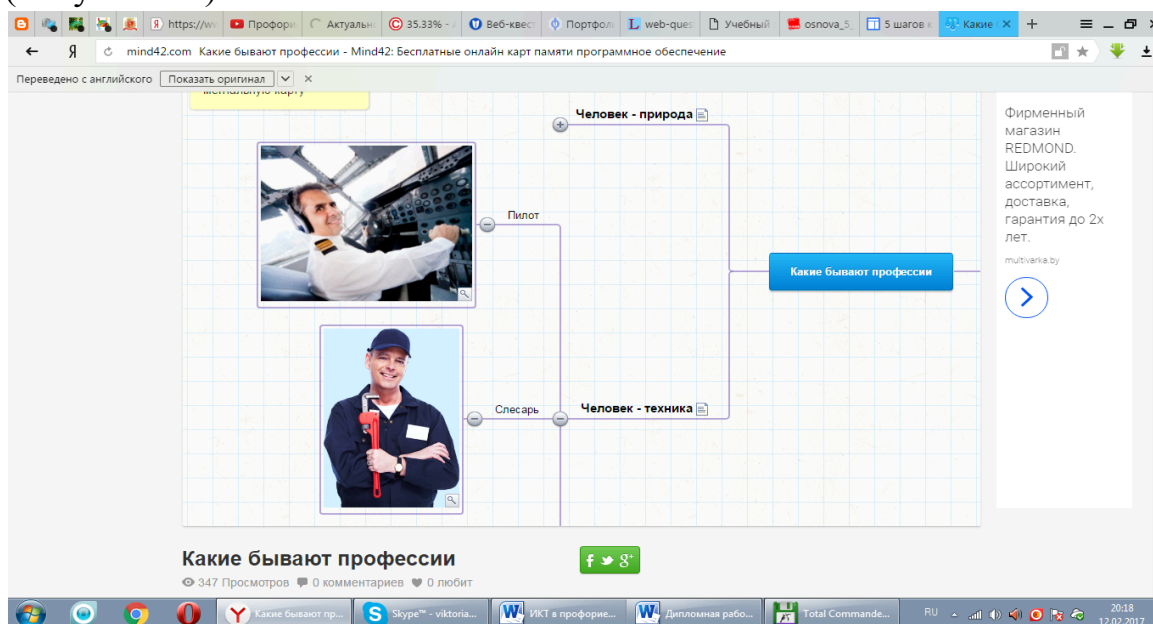 https://ww
Профори
Актуальн
35.33% - А
Веб-квест
Портфол
web-ques
Учебный
osnova_5_
5 шагов к
Какие б
Я
mind42.com Какие бывают профессии - Mind42: Бесплатные онлайн карт памяти программное обеспечение
Переведено с английского Показать оригинал
ментальную карту
Человек - природа
Пилот
Какие бывают профессии
Слесарь
Человек - техника
Фирменный
магазин
REDMOND.
Широкий
ассортимент,
доставка,
гарантия до 2х
лет.
multivarka.by
Какие бывают профессии
347 Просмотров 0 комментариев 0 любит
Какие бывают пр...
Skype™ - viktoria...
ИКТ в профорие...
Дипломная рабо...
Total Commande...
RU
20:18
12.02.2017